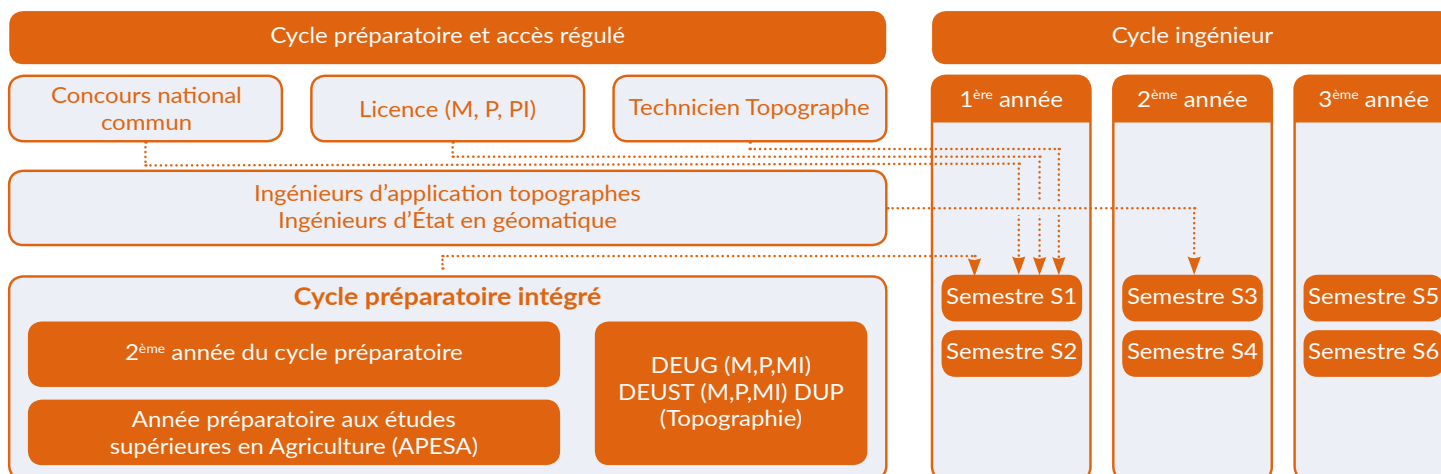 Cycle préparatoire et accès régulé
Concours national
commun
Licence (M, P, PI)
Technicien Topographe
Ingénieurs d’application topographes
Ingénieurs d’État en géomatique
Cycle préparatoire intégré
2ème année du cycle préparatoire
Année préparatoire aux études
supérieures en Agriculture (APESA)
DEUG (M,P,MI)
DEUST (M,P,MI) DUP
(Topographie)
Cycle ingénieur
1ère année
Semestre S1
Semestre S2
2ème année
Semestre S3
Semestre S4
3ème année
Semestre S5
Semestre S6